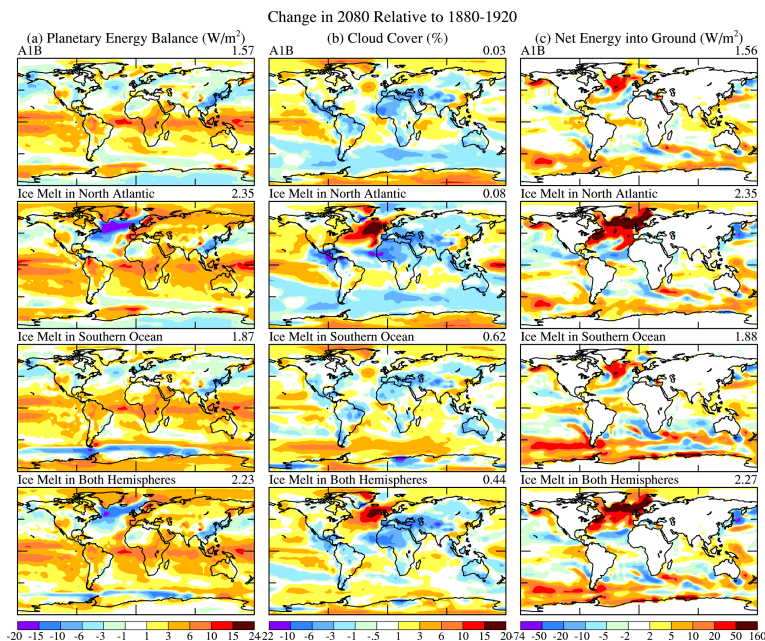 Change in 2080 Relative to 1880-1920
(a) Planetary Energy Balance (W/m²) (b) Cloud Cover (%) (c) Net Energy into Ground (W/m²)
A1B 1.57 A1B 0.03 A1B 1.56
Ice Melt in North Atlantic 2.35 Ice Melt in North Atlantic 0.08 Ice Melt in North Atlantic 2.35
Ice Melt in Southern Ocean 1.87 Ice Melt in Southern Ocean 0.62 Ice Melt in Southern Ocean 1.88
Ice Melt in Both Hemispheres 2.23 Ice Melt in Both Hemispheres 0.44 Ice Melt in Both Hemispheres 2.27
-20 -15 -10 -6 -3 -1 1 3 6 10 15 24 -22 -10 -6 -3 -1 -.5 1 3 6 10 15 20 -74 -50 -20 -10 -5 -2 2 5 10 20 50 160